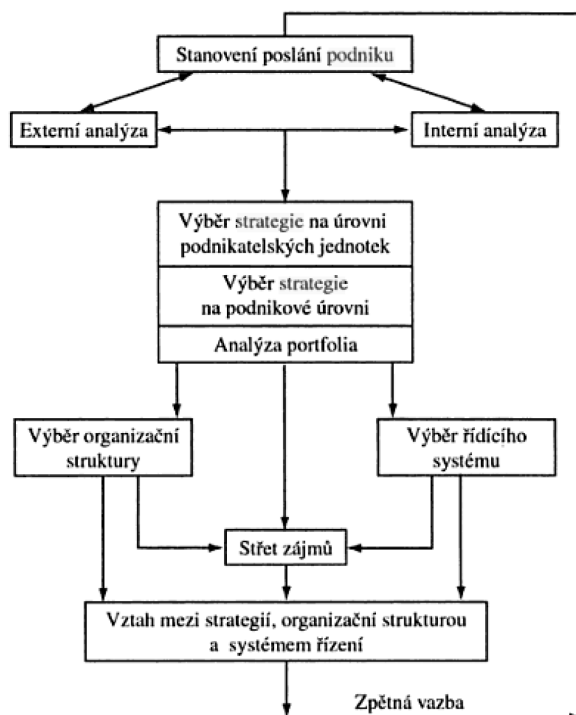 Stanovení poslání podniku
Externí analýza
Interní analýza
Výběr strategie na úrovni
podnikatelských jednotek
Výběr strategie
na podnikové úrovni
Analýza portfolia
Výběr organizační
struktury
Výběr řídícího
systému
Střet zájmů
Vztah mezi strategií, organizační strukturou
a systémem řízení
Zpětná vazba